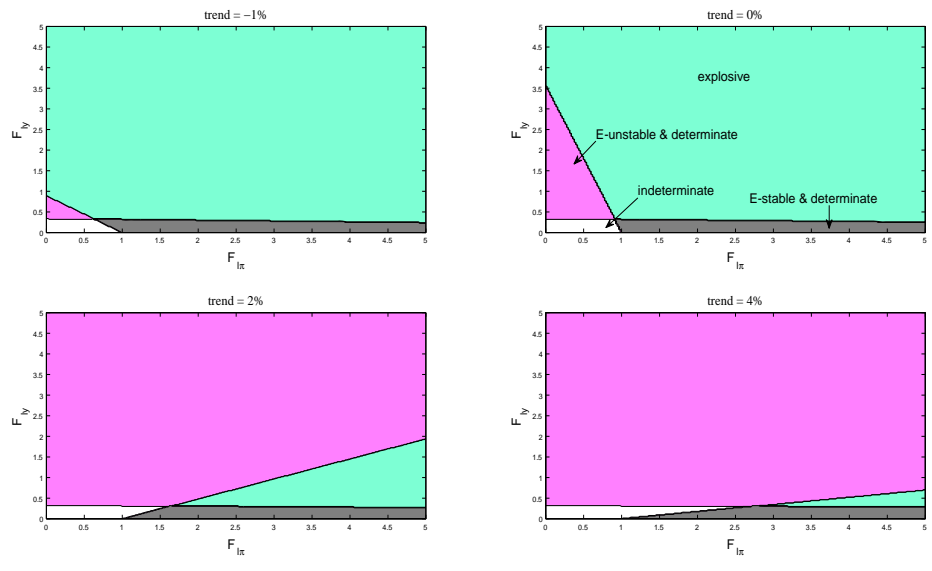 trend = −1%
5
4.5
4
3.5
3
2.5
2
1.5
1
0.5
0
F_ly
0 0.5 1 1.5 2 2.5 3 3.5 4 4.5 5
F_lπ
trend = 0%
5
4.5
4
3.5
3
2.5
2
1.5
1
0.5
0
F_ly
explosive
E-unstable & determinate
indeterminate
E-stable & determinate
0 0.5 1 1.5 2 2.5 3 3.5 4 4.5 5
F_lπ
trend = 2%
5
4.5
4
3.5
3
2.5
2
1.5
1
0.5
0
F_ly
0 0.5 1 1.5 2 2.5 3 3.5 4 4.5 5
F_lπ
trend = 4%
5
4.5
4
3.5
3
2.5
2
1.5
1
0.5
0
F_ly
0 0.5 1 1.5 2 2.5 3 3.5 4 4.5 5
F_lπ